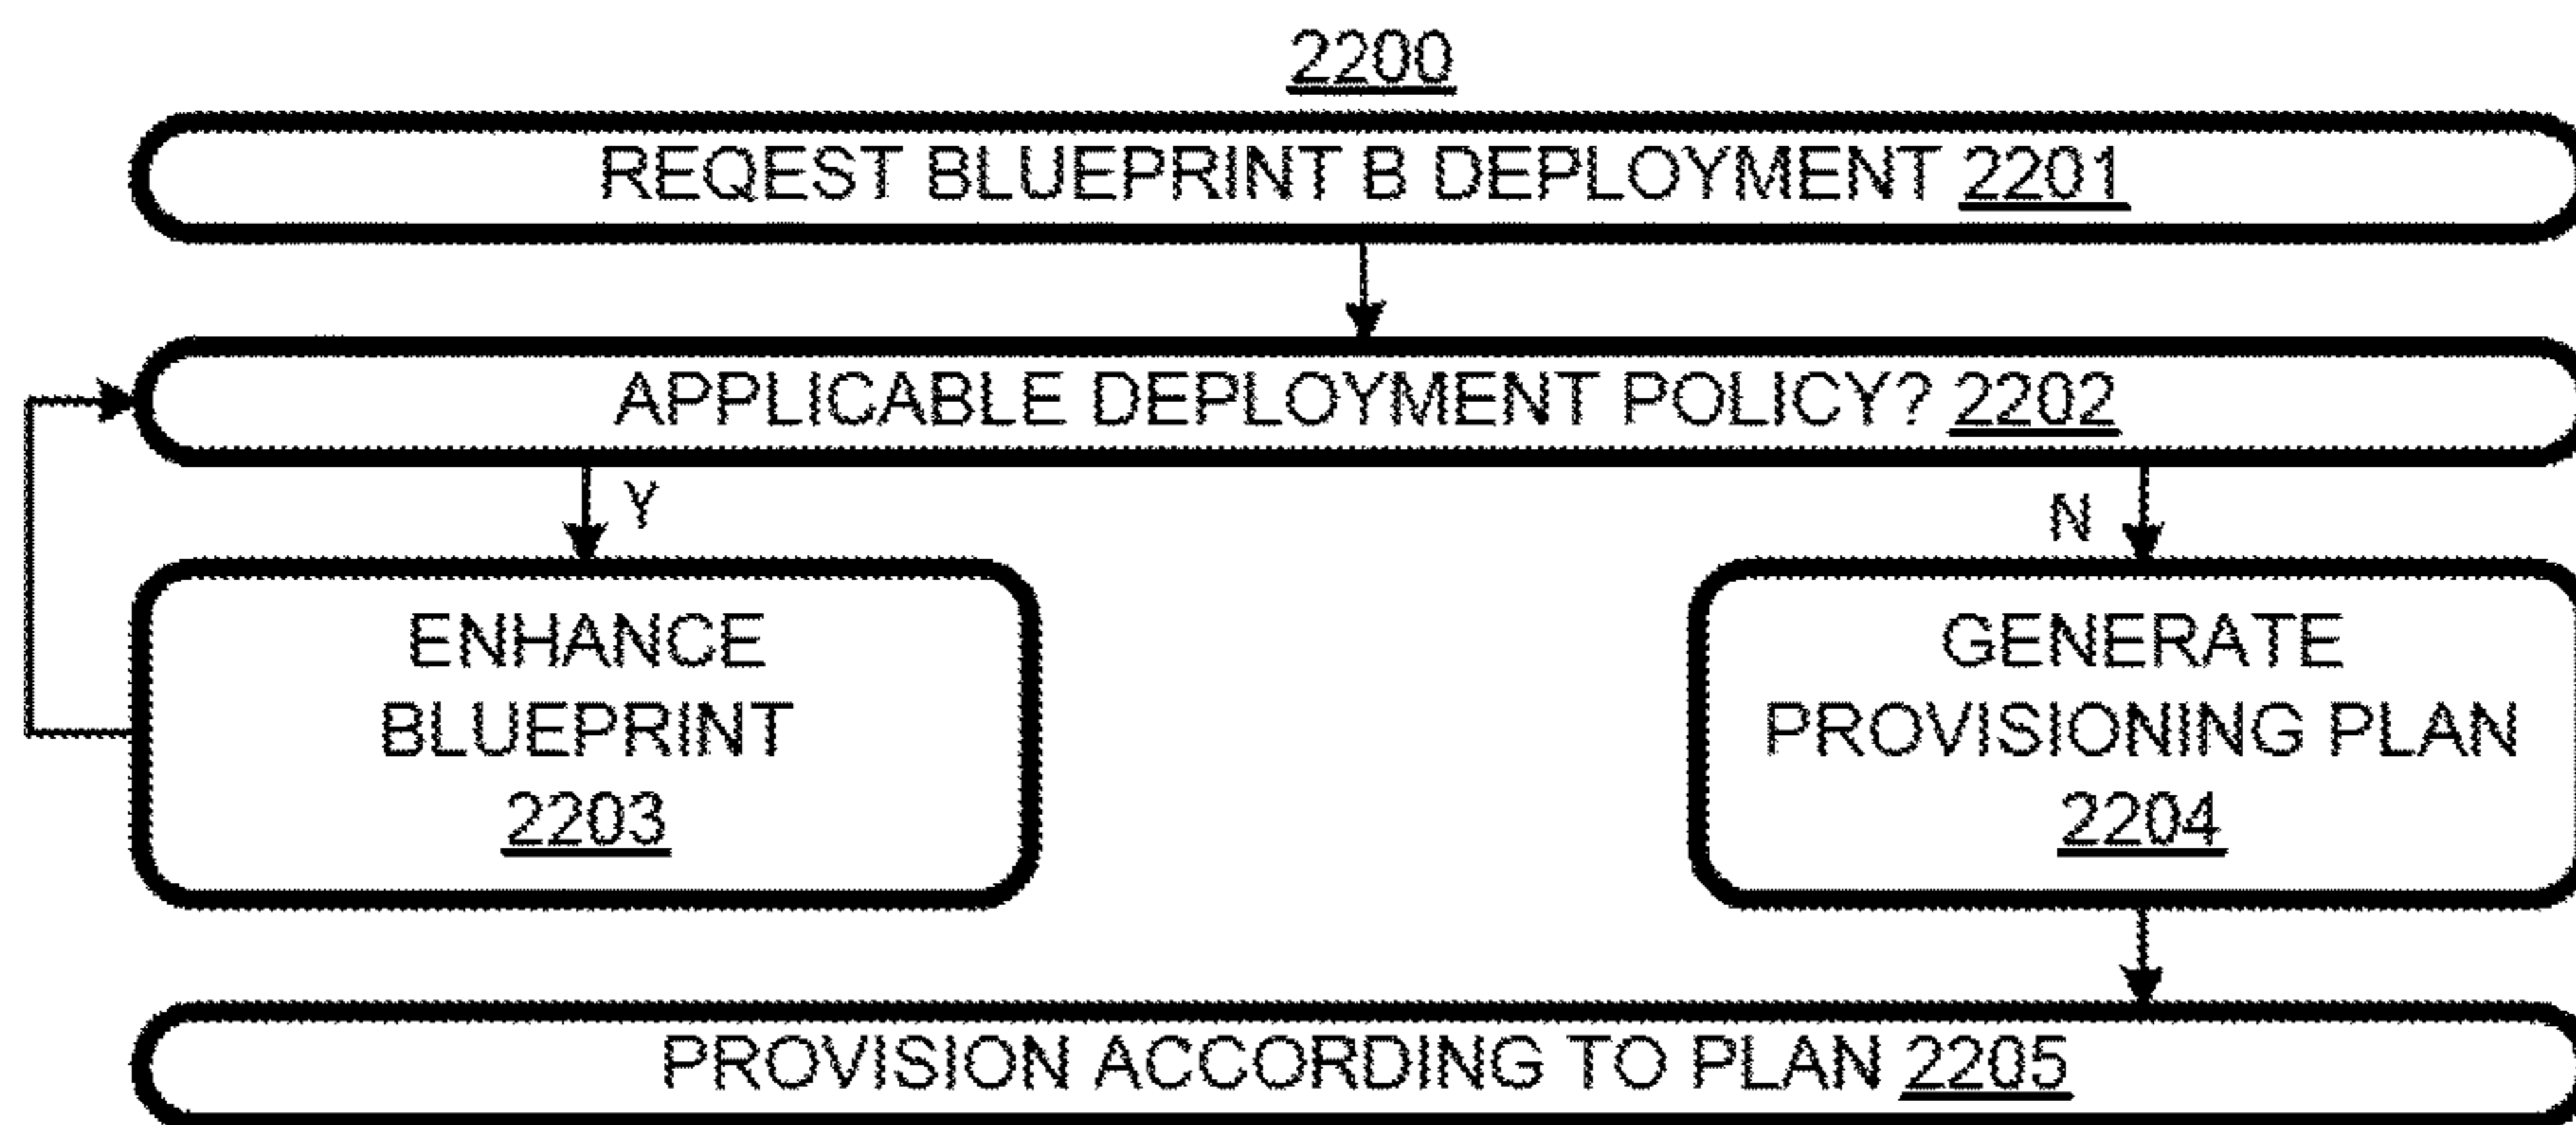 2200
REQEST BLUEPRINT B DEPLOYMENT 2201
APPLICABLE DEPLOYMENT POLICY? 2202
Y
N
ENHANCE
BLUEPRINT
2203
GENERATE
PROVISIONING PLAN
2204
PROVISION ACCORDING TO PLAN 2205